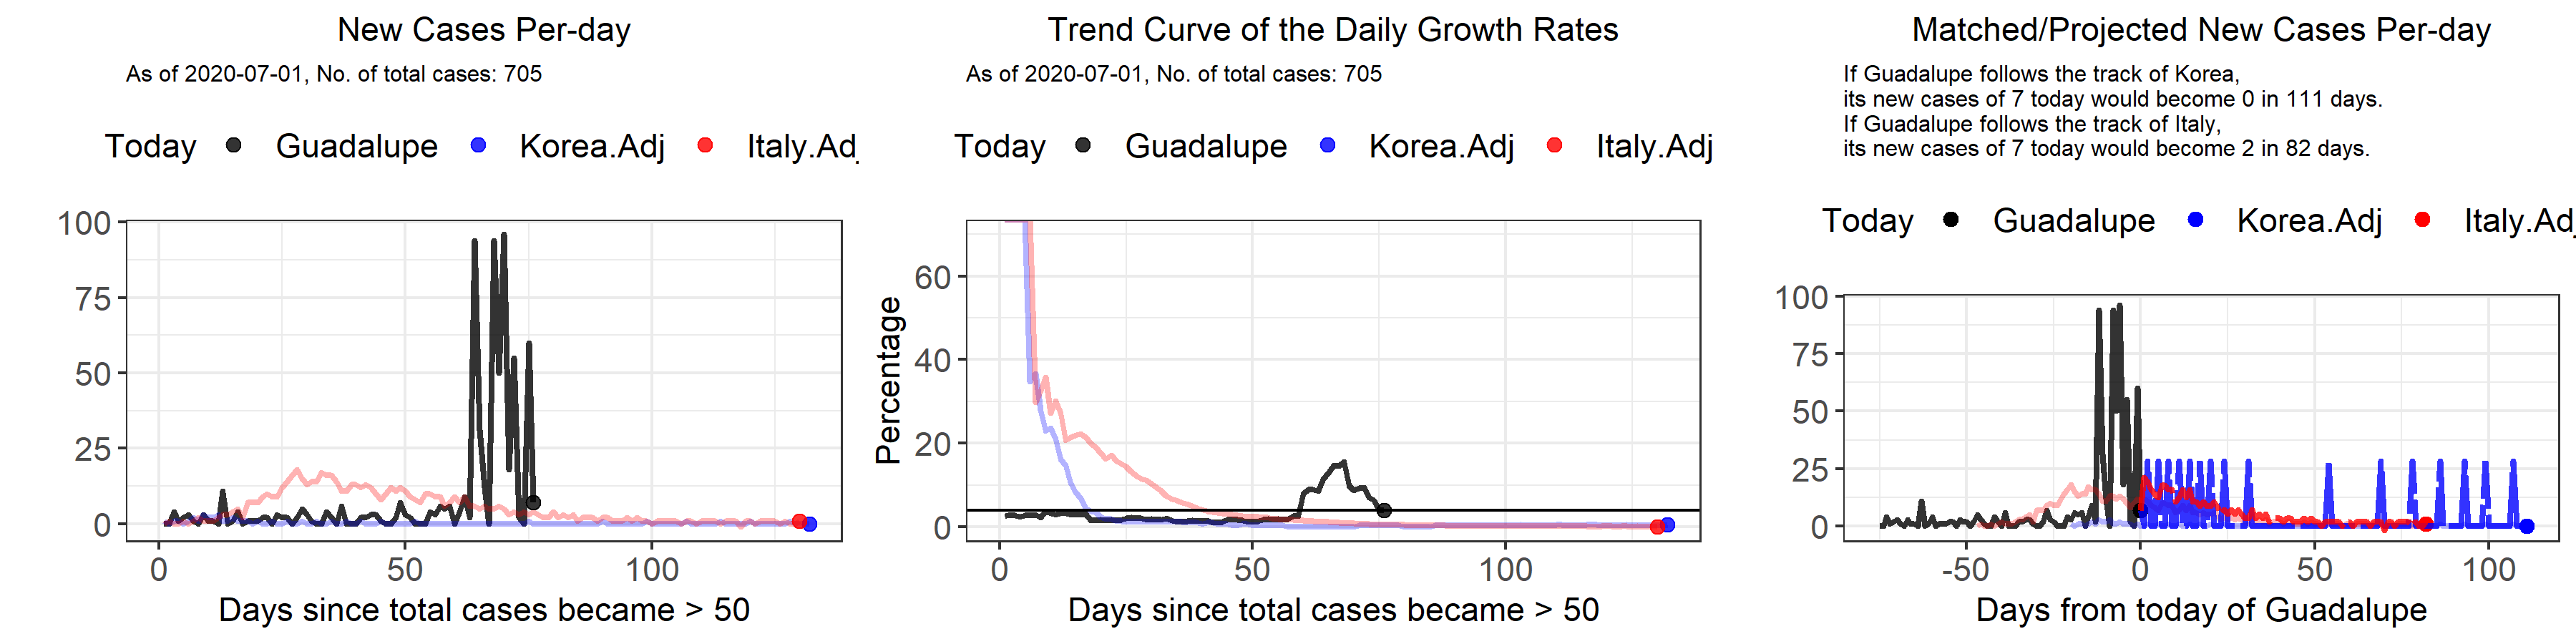 New Cases Per-day
As of 2020-07-01, No. of total cases: 705
Today Guadalupe Korea.Adj Italy.Adj
100
75
50
25
0
0 50 100
Days since total cases became > 50
Trend Curve of the Daily Growth Rates
As of 2020-07-01, No. of total cases: 705
Today Guadalupe Korea.Adj Italy.Adj
Percentage
60
40
20
0
0 50 100
Days since total cases became > 50
Matched/Projected New Cases Per-day
If Guadalupe follows the track of Korea,
its new cases of 7 today would become 0 in 111 days.
If Guadalupe follows the track of Italy,
its new cases of 7 today would become 2 in 82 days.
Today Guadalupe Korea.Adj Italy.Adj
100
75
50
25
0
-50 0 50 100
Days from today of Guadalupe